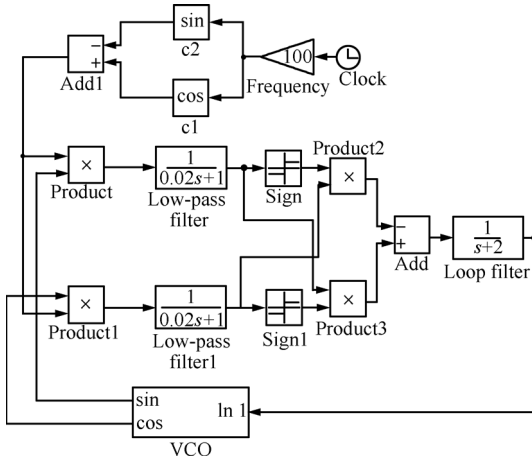 sin
c2
−
+
Add1
cos
c1
100
Frequency
Clock
×
Product
1
0.02s+1
Low-pass
filter
Sign
Product2
×
−
+
Add
1
s+2
Loop filter
×
Product1
1
0.02s+1
Low-pass
filter1
Sign1
×
Product3
sin
cos
ln 1
VCO